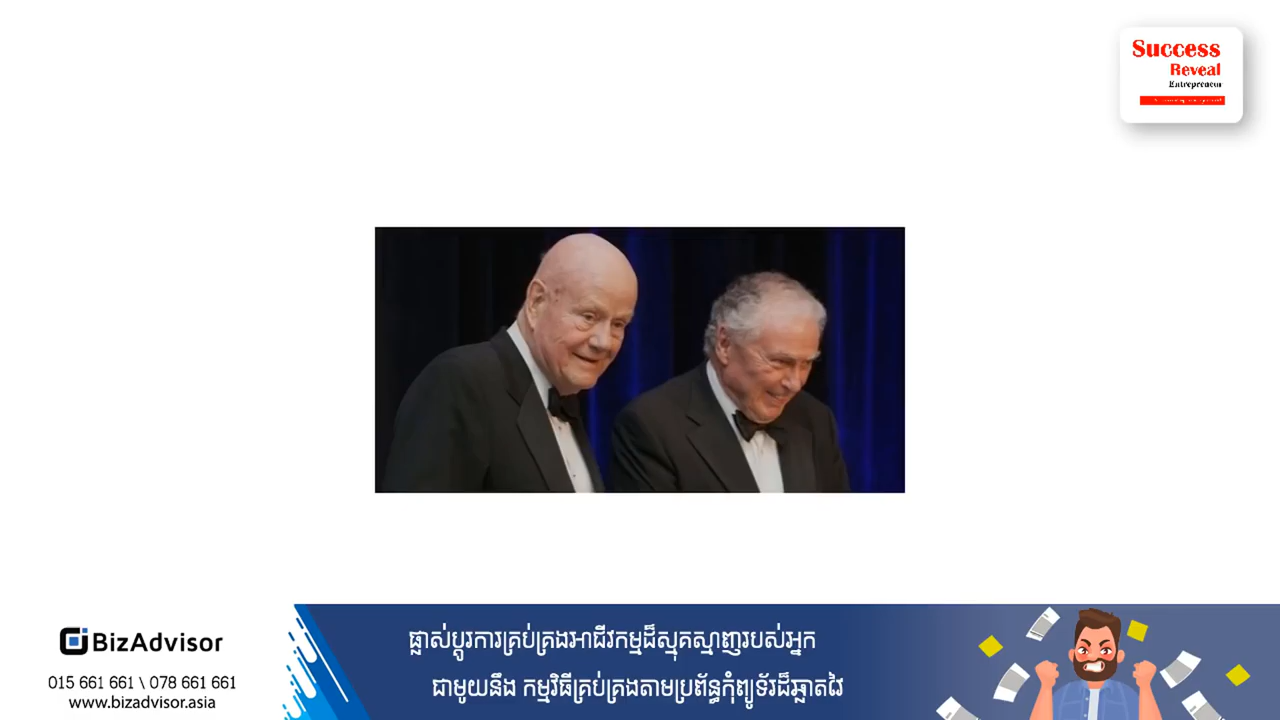 Success
Reveal
Entrepreneur
BizAdvisor
015 661 661 \ 078 661 661
www.bizadvisor.asia
ផ្លាស់ប្តូរការគ្រប់គ្រងអាជីវកម្មដ៏ស្មុគស្មាញរបស់អ្នក
ជាមួយនឹង កម្មវិធីគ្រប់គ្រងតាមប្រព័ន្ធកុំព្យូទ័រដ៏ឆ្លាតវៃ